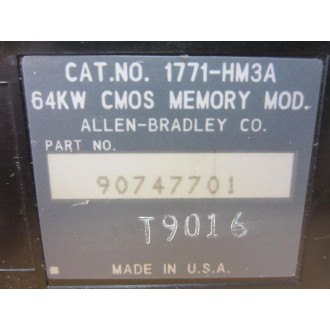 CAT.NO. 1771-HM3A
64KW CMOS MEMORY MOD.
ALLEN-BRADLEY CO.
PART NO.
90747701
T9016
MADE IN U.S.A.